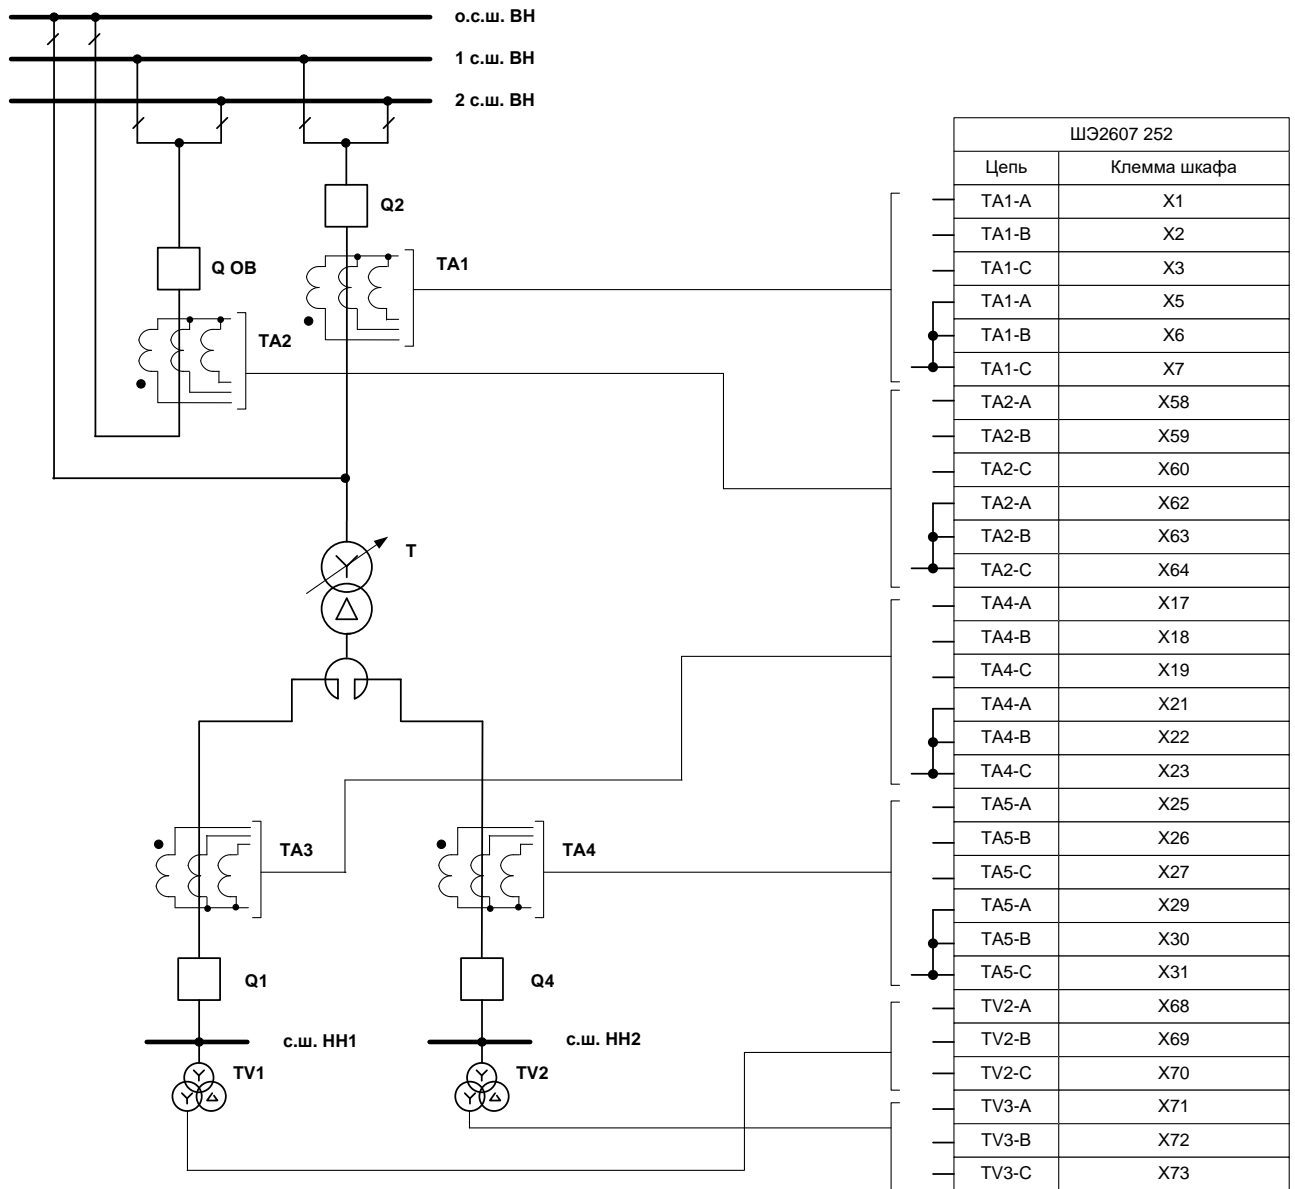 о.с.ш. ВН
1 с.ш. ВН
2 с.ш. ВН
Q2
Q ОВ
TA1
TA2
T
TA3
TA4
Q1
Q4
с.ш. НН1
с.ш. НН2
TV1
TV2
ШЭ2607 252
Цепь Клемма шкафа
TA1-A X1
TA1-B X2
TA1-C X3
TA1-A X5
TA1-B X6
TA1-C X7
TA2-A X58
TA2-B X59
TA2-C X60
TA2-A X62
TA2-B X63
TA2-C X64
TA4-A X17
TA4-B X18
TA4-C X19
TA4-A X21
TA4-B X22
TA4-C X23
TA5-A X25
TA5-B X26
TA5-C X27
TA5-A X29
TA5-B X30
TA5-C X31
TV2-A X68
TV2-B X69
TV2-C X70
TV3-A X71
TV3-B X72
TV3-C X73